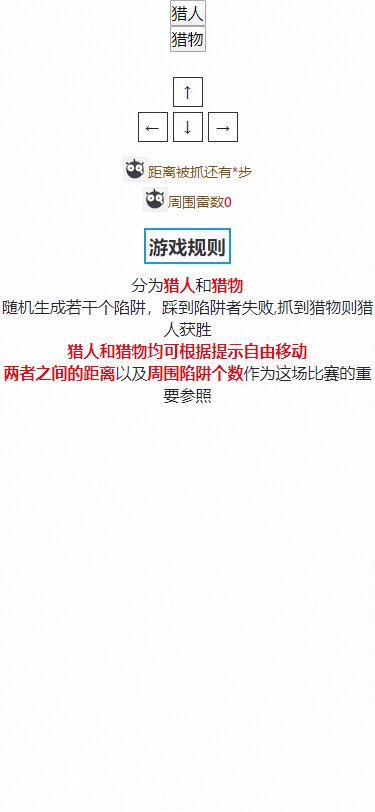 猎人
猎物
↑
← ↓ →
距离被抓还有*步
周围雷数0
游戏规则
分为猎人和猎物
随机生成若干个陷阱，踩到陷阱者失败,抓到猎物则猎
人获胜
猎人和猎物均可根据提示自由移动
两者之间的距离以及周围陷阱个数作为这场比赛的重
要参照